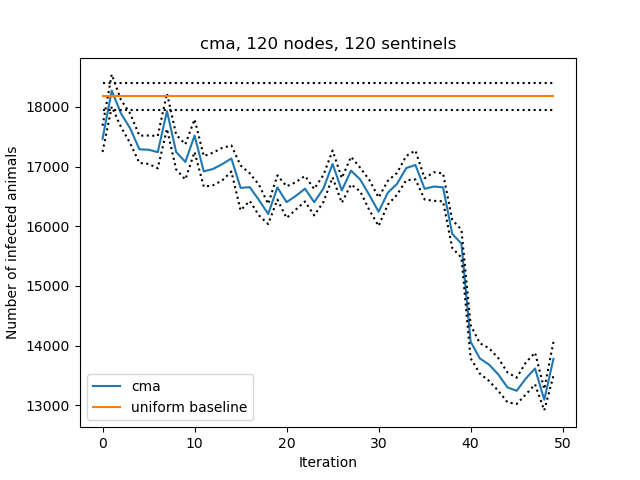 cma, 120 nodes, 120 sentinels
Number of infected animals
18000
17000
16000
15000
14000
13000
cma
uniform baseline
0 10 20 30 40 50
Iteration